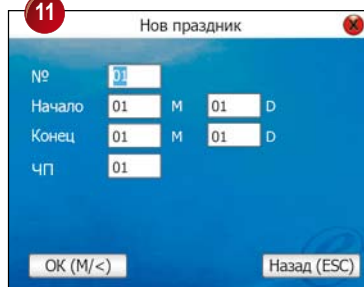 11
Нов праздник
№ 01
Начало 01 M 01 D
Конец 01 M 01 D
ЧП 01
OK (M/<) Назад (ESC)